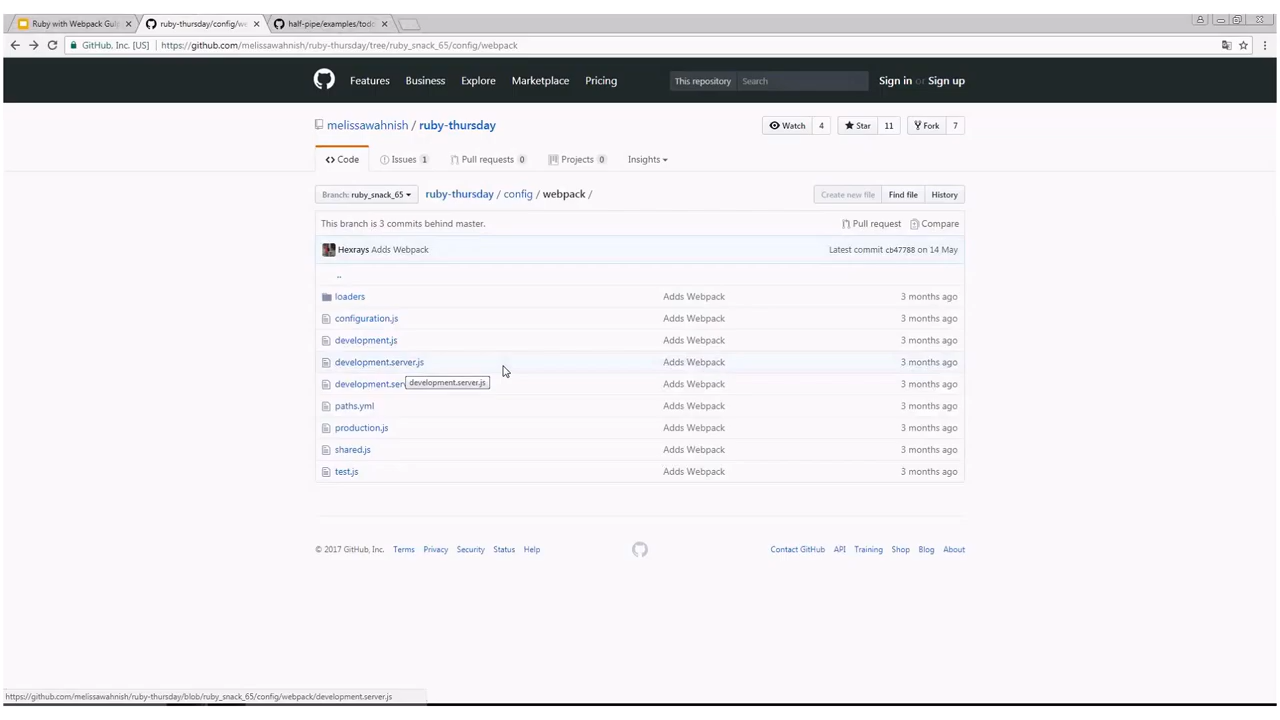 Ruby with Webpack Gulp
ruby-thursday/config/we
half-pipe/examples/todo
GitHub, Inc. [US] https://github.com/melissawahnish/ruby-thursday/tree/ruby_snack_65/config/webpack
Features Business Explore Marketplace Pricing This repository Search Sign in or Sign up
melissawahnish / ruby-thursday Watch 4 Star 11 Fork 7
Code Issues 1 Pull requests 0 Projects 0 Insights
Branch: ruby_snack_65 ruby-thursday / config / webpack / Create new file Find file History
This branch is 3 commits behind master. Pull request Compare
Hexrays Adds Webpack Latest commit cb47788 on 14 May
..
loaders Adds Webpack 3 months ago
configuration.js Adds Webpack 3 months ago
development.js Adds Webpack 3 months ago
development.server.js Adds Webpack 3 months ago
development.ser development.server.js Adds Webpack 3 months ago
paths.yml Adds Webpack 3 months ago
production.js Adds Webpack 3 months ago
shared.js Adds Webpack 3 months ago
test.js Adds Webpack 3 months ago
© 2017 GitHub, Inc. Terms Privacy Security Status Help Contact GitHub API Training Shop Blog About
https://github.com/melissawahnish/ruby-thursday/blob/ruby_snack_65/config/webpack/development.server.js